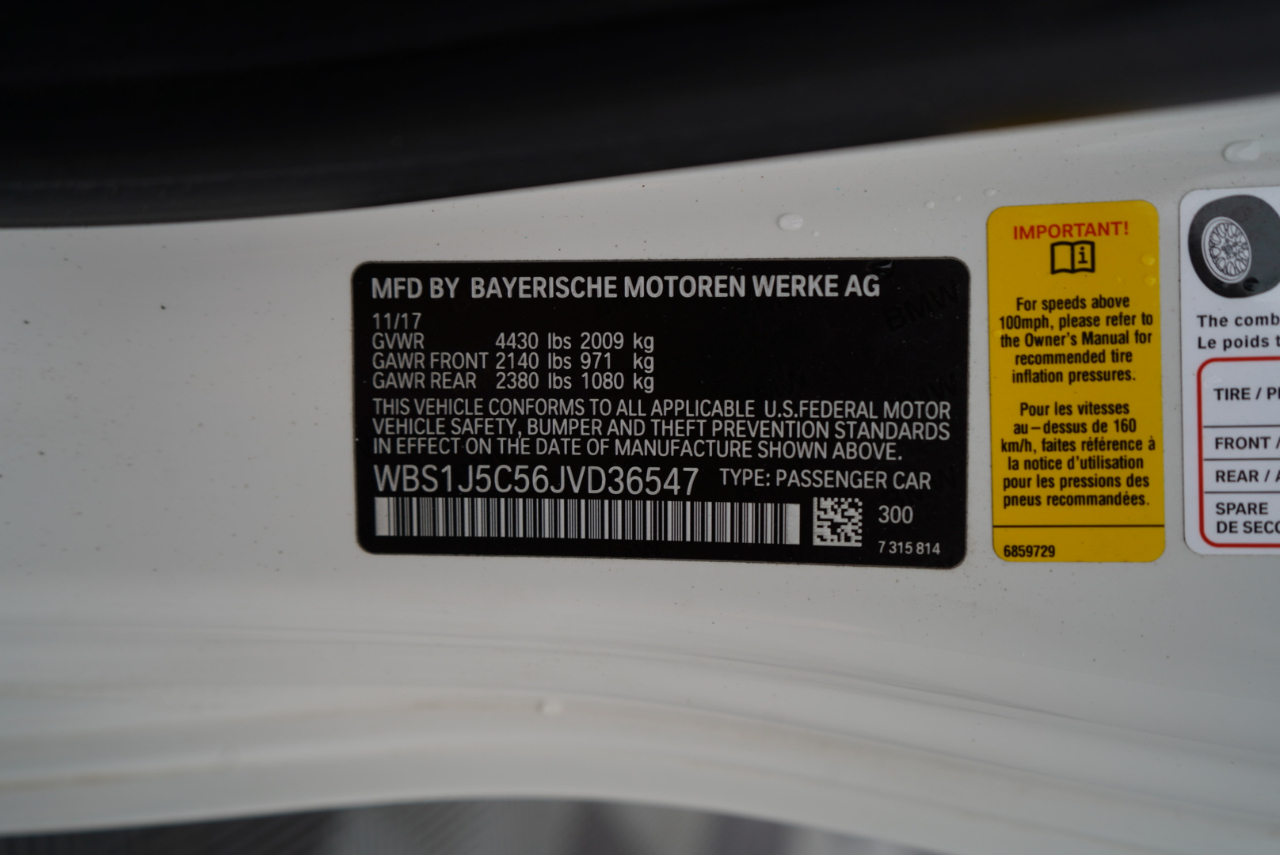 MFD BY BAYERISCHE MOTOREN WERKE AG
11/17
GVWR 4430 lbs 2009 kg
GAWR FRONT 2140 lbs 971 kg
GAWR REAR 2380 lbs 1080 kg
THIS VEHICLE CONFORMS TO ALL APPLICABLE U.S.FEDERAL MOTOR
VEHICLE SAFETY, BUMPER AND THEFT PREVENTION STANDARDS
IN EFFECT ON THE DATE OF MANUFACTURE SHOWN ABOVE.
WBS1J5C56JVD36547 TYPE: PASSENGER CAR
300
7 315 814
IMPORTANT!
For speeds above
100mph, please refer to
the Owner's Manual for
recommended tire
inflation pressures.
Pour les vitesses
au-dessus de 160
km/h, faites référence à
la notice d'utilisation
pour les pressions des
pneus recommandées.
6859729
The comb
Le poids t
TIRE / P
FRONT /
REAR / A
SPARE
DE SECO